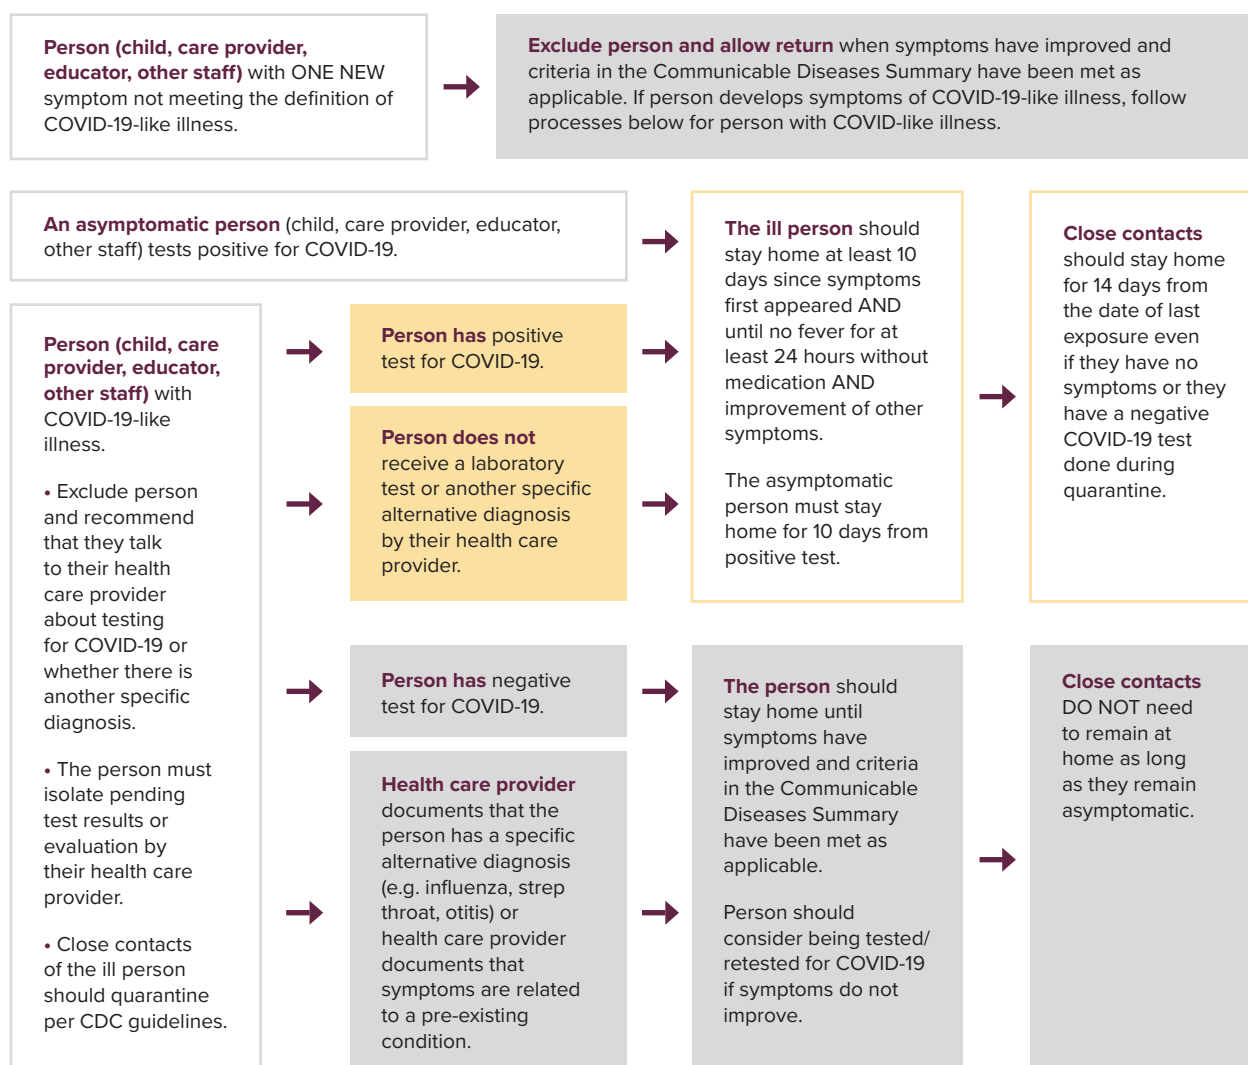 Person (child, care provider,
educator, other staff) with ONE NEW
symptom not meeting the definition of
COVID-19-like illness.
Exclude person and allow return when symptoms have improved and
criteria in the Communicable Diseases Summary have been met as
applicable. If person develops symptoms of COVID-19-like illness, follow
processes below for person with COVID-like illness.
An asymptomatic person (child, care provider, educator,
other staff) tests positive for COVID-19.
Person (child, care
provider, educator,
other staff) with
COVID-19-like
illness.
• Exclude person
and recommend
that they talk
to their health
care provider
about testing
for COVID-19 or
whether there is
another specific
diagnosis.
• The person must
isolate pending
test results or
evaluation by
their health care
provider.
• Close contacts
of the ill person
should quarantine
per CDC guidelines.
Person has positive
test for COVID-19.
Person does not
receive a laboratory
test or another specific
alternative diagnosis
by their health care
provider.
The ill person should
stay home at least 10
days since symptoms
first appeared AND
until no fever for at
least 24 hours without
medication AND
improvement of other
symptoms.
The asymptomatic
person must stay
home for 10 days from
positive test.
Close contacts
should stay home
for 14 days from
the date of last
exposure even
if they have no
symptoms or they
have a negative
COVID-19 test
done during
quarantine.
Person has negative
test for COVID-19.
Health care provider
documents that the
person has a specific
alternative diagnosis
(e.g. influenza, strep
throat, otitis) or
health care provider
documents that
symptoms are related
to a pre-existing
condition.
The person should
stay home until
symptoms have
improved and criteria
in the Communicable
Diseases Summary
have been met as
applicable.
Person should
consider being tested/
retested for COVID-19
if symptoms do not
improve.
Close contacts
DO NOT need
to remain at
home as long
as they remain
asymptomatic.